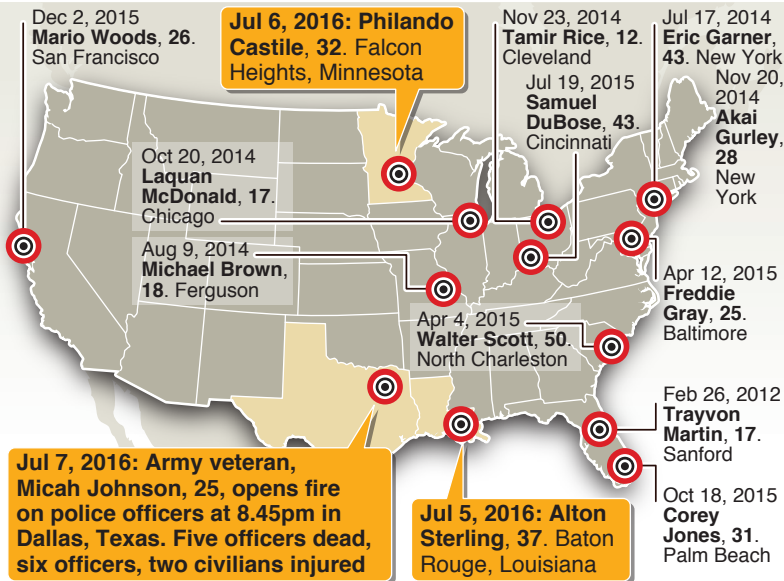 Dec 2, 2015
Mario Woods, 26.
San Francisco
Jul 6, 2016: Philando
Castile, 32. Falcon
Heights, Minnesota
Nov 23, 2014
Tamir Rice, 12.
Cleveland
Jul 19, 2015
Samuel
DuBose, 43.
Cincinnati
Jul 17, 2014
Eric Garner,
43. New York
Nov 20,
2014
Akai
Gurley,
28
New
York
Oct 20, 2014
Laquan
McDonald, 17.
Chicago
Aug 9, 2014
Michael Brown,
18. Ferguson
Apr 4, 2015
Walter Scott, 50.
North Charleston
Apr 12, 2015
Freddie
Gray, 25.
Baltimore
Feb 26, 2012
Trayvon
Martin, 17.
Sanford
Oct 18, 2015
Corey
Jones, 31.
Palm Beach
Jul 7, 2016: Army veteran,
Micah Johnson, 25, opens fire
on police officers at 8.45pm in
Dallas, Texas. Five officers dead,
six officers, two civilians injured
Jul 5, 2016: Alton
Sterling, 37. Baton
Rouge, Louisiana